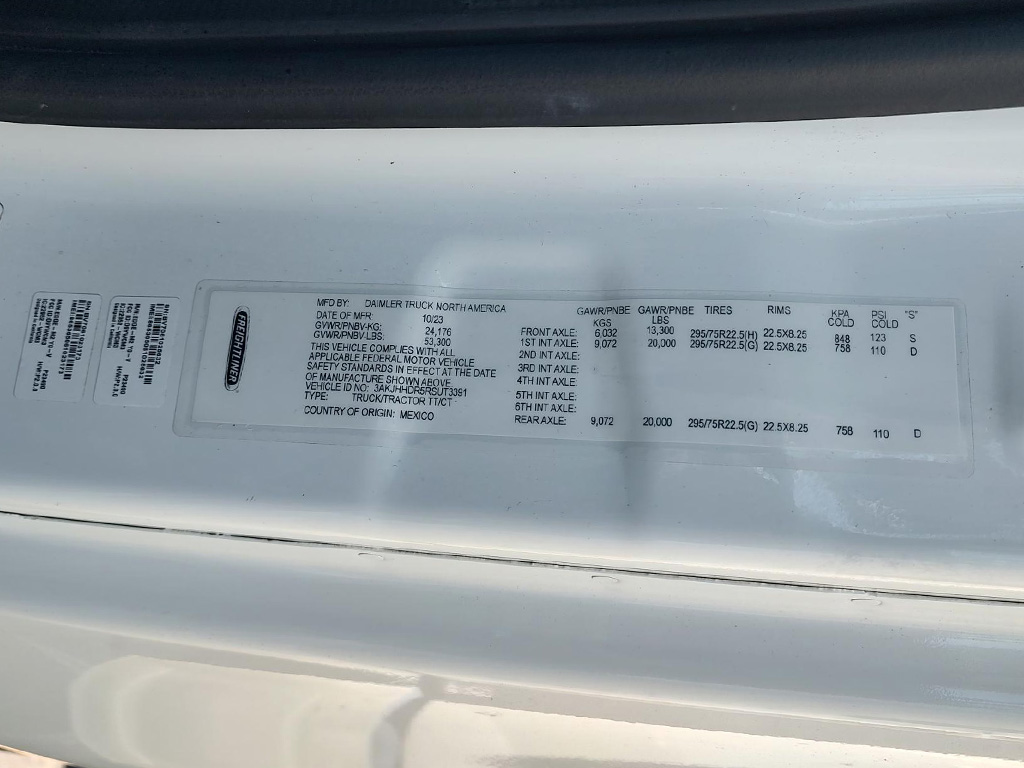 FREIGHTLINER
MFD BY: DAIMLER TRUCK NORTH AMERICA
DATE OF MFR: 10/23
GVWR/PNBV-KG: 24,176
GVWR/PNBV-LBS: 53,300
THIS VEHICLE COMPLIES WITH ALL
APPLICABLE FEDERAL MOTOR VEHICLE
SAFETY STANDARDS IN EFFECT AT THE DATE
OF MANUFACTURE SHOWN ABOVE.
VEHICLE ID NO.: 3AKJHHDR5RSUT3391
TYPE: TRUCK/TRACTOR TT/CT
COUNTRY OF ORIGIN: MEXICO
GAWR/PNBE GAWR/PNBE TIRES RIMS KPA PSI "S"
KGS LBS COLD COLD
FRONT AXLE: 6,032 13,300 295/75R22.5(H) 22.5X8.25 848 123 S
1ST INT AXLE: 9,072 20,000 295/75R22.5(G) 22.5X8.25 758 110 D
2ND INT AXLE:
3RD INT AXLE:
4TH INT AXLE:
5TH INT AXLE:
6TH INT AXLE:
REAR AXLE: 9,072 20,000 295/75R22.5(G) 22.5X8.25 758 110 D